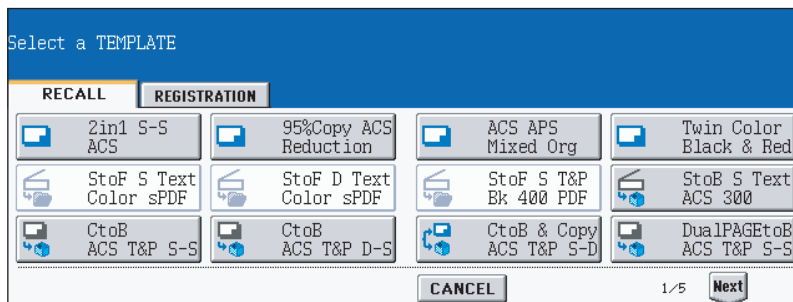 Select a TEMPLATE
RECALL REGISTRATION
2in1 S-S 95%Copy ACS ACS APS Twin Color
ACS Reduction Mixed Org Black & Red
StoF S Text StoF D Text StoF S T&P StoB S Text
Color sPDF Color sPDF Bk 400 PDF ACS 300
CtoB CtoB CtoB & Copy DualPAGEtoB
ACS T&P S-S ACS T&P D-S ACS T&P S-D ACS T&P S-S
CANCEL 1/5 Next